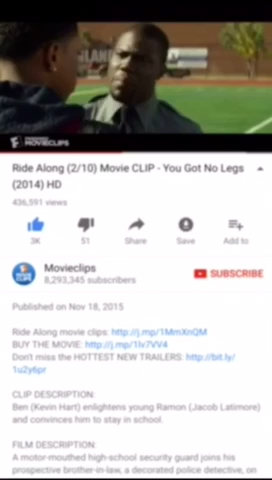 LAND
MOVIECLIPS
Ride Along (2/10) Movie CLIP - You Got No Legs
(2014) HD
436,591 views
3K 51 Share Save Add to
Movieclips
8,293,345 subscribers
SUBSCRIBE
Published on Nov 18, 2015
Ride Along movie clips: http://j.mp/1MmXnQM
BUY THE MOVIE: http://j.mp/1lv7VV4
Don't miss the HOTTEST NEW TRAILERS: http://bit.ly/
1u2y6pr
CLIP DESCRIPTION:
Ben (Kevin Hart) enlightens young Ramon (Jacob Latimore)
and convinces him to stay in school.
FILM DESCRIPTION:
A motor-mouthed high-school security guard joins his
prospective brother-in-law, a decorated police detective, on